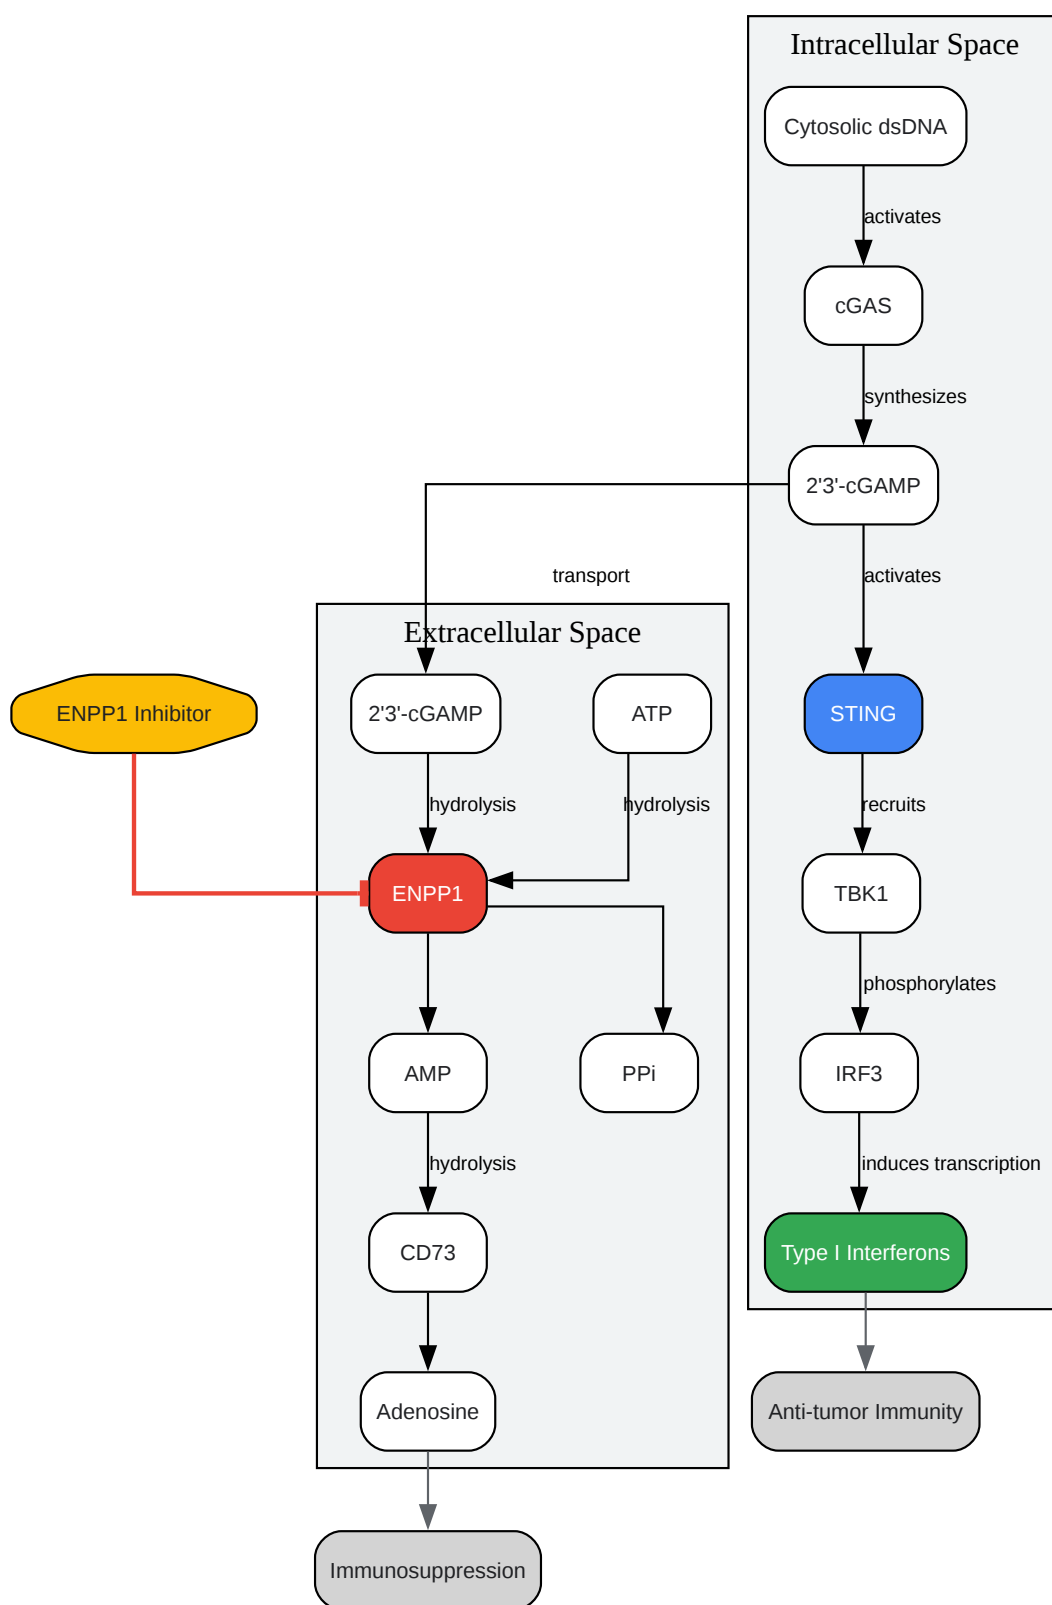 Intracellular Space
Cytosolic dsDNA
activates
cGAS
synthesizes
2'3'-cGAMP
transport
activates
Extracellular Space
ENPP1 Inhibitor
2'3'-cGAMP
ATP
STING
hydrolysis
hydrolysis
recruits
ENPP1
TBK1
phosphorylates
AMP
PPi
IRF3
hydrolysis
induces transcription
CD73
Type I Interferons
Adenosine
Anti-tumor Immunity
Immunosuppression